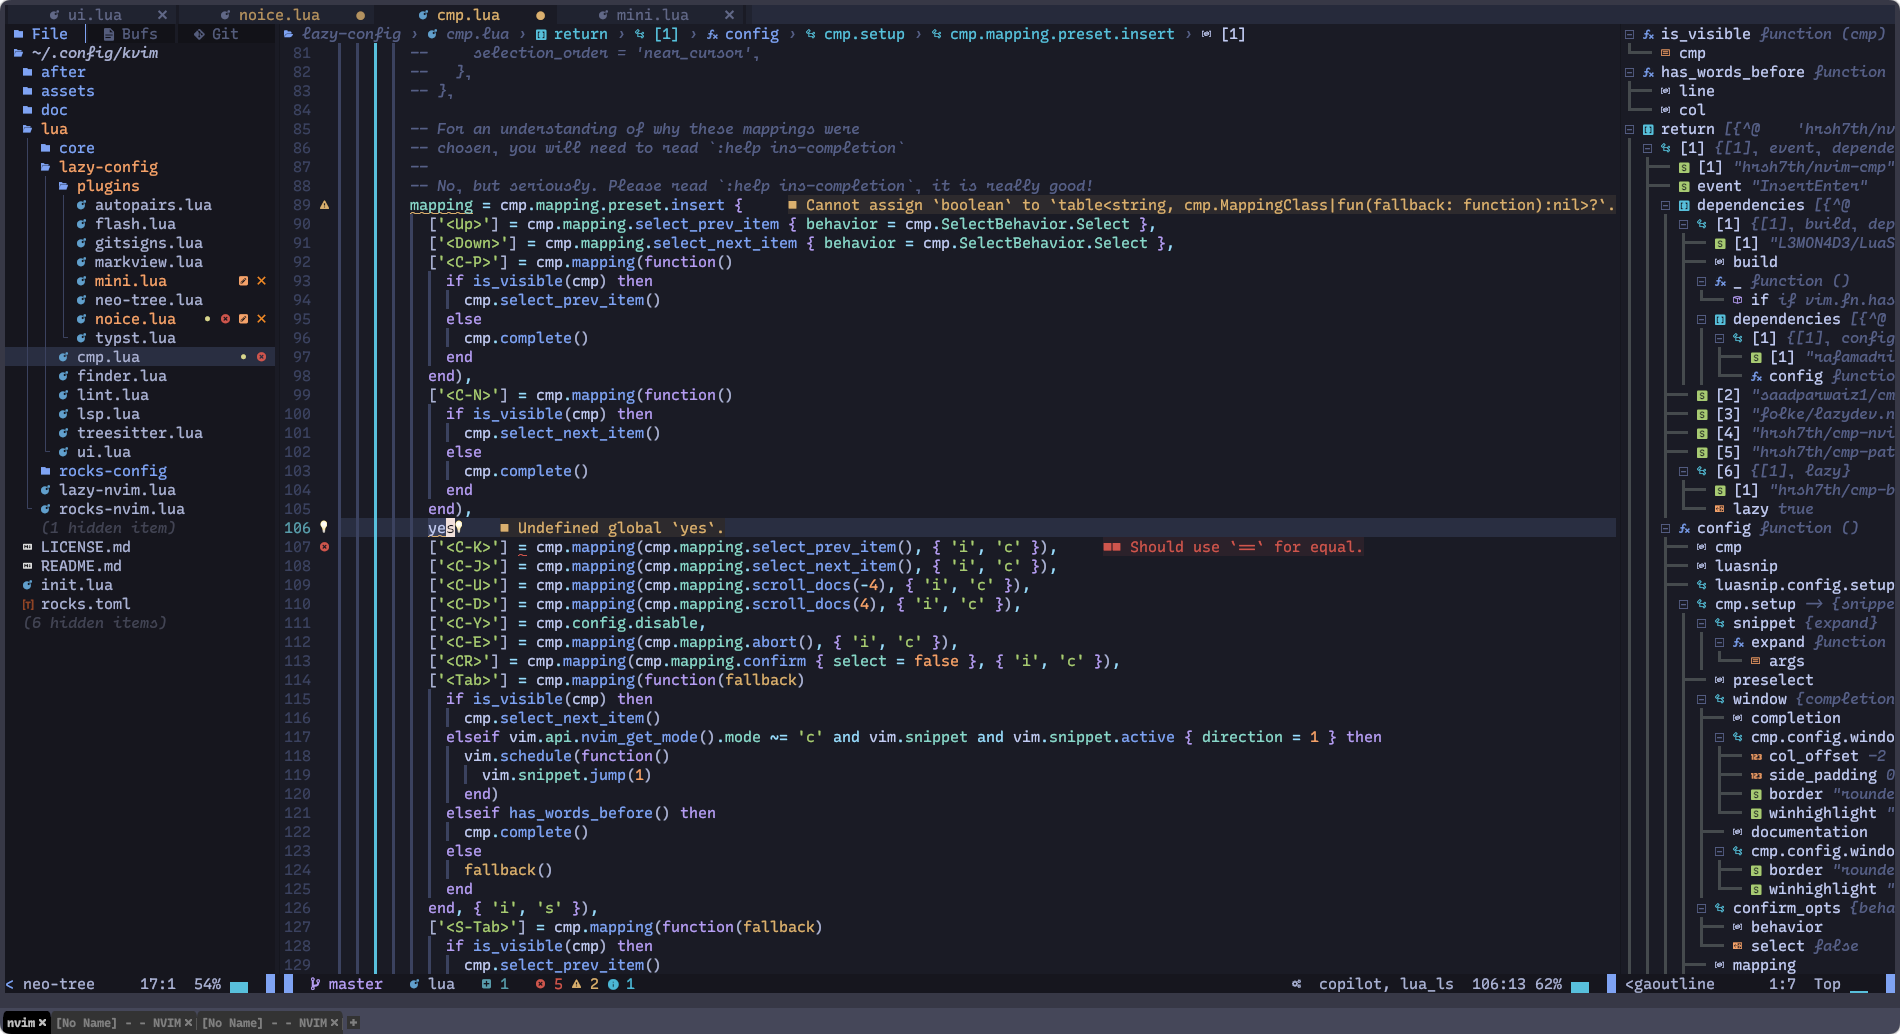 ui.lua × noice.lua ● cmp.lua ● mini.lua ×
File Bufs Git
~/.config/kvim
after
assets
doc
lua
core
lazy-config
plugins
autopairs.lua
flash.lua
gitsigns.lua
markview.lua
mini.lua
neo-tree.lua
noice.lua
typst.lua
cmp.lua
finder.lua
lint.lua
lsp.lua
treesitter.lua
ui.lua
rocks-config
lazy-nvim.lua
rocks-nvim.lua
(1 hidden item)
LICENSE.md
README.md
init.lua
rocks.toml
(6 hidden items)
lazy-config › cmp.lua › return › [1] › config › cmp.setup › cmp.mapping.preset.insert › [1]
81 --     selection_order = 'near_cursor',
82 --   },
83 -- },
84
85 -- For an understanding of why these mappings were
86 -- chosen, you will need to read `:help ins-completion`
87 --
88 -- No, but seriously. Please read `:help ins-completion`, it is really good!
89 mapping = cmp.mapping.preset.insert { ■ Cannot assign `boolean` to `table<string, cmp.MappingClass|fun(fallback: function):nil>?`.
90 ['<Up>'] = cmp.mapping.select_prev_item { behavior = cmp.SelectBehavior.Select },
91 ['<Down>'] = cmp.mapping.select_next_item { behavior = cmp.SelectBehavior.Select },
92 ['<C-P>'] = cmp.mapping(function()
93 if is_visible(cmp) then
94 cmp.select_prev_item()
95 else
96 cmp.complete()
97 end
98 end),
99 ['<C-N>'] = cmp.mapping(function()
100 if is_visible(cmp) then
101 cmp.select_next_item()
102 else
103 cmp.complete()
104 end
105 end),
106 yes ■ Undefined global `yes`.
107 ['<C-K>'] = cmp.mapping(cmp.mapping.select_prev_item(), { 'i', 'c' }), ■■ Should use `==` for equal.
108 ['<C-J>'] = cmp.mapping(cmp.mapping.select_next_item(), { 'i', 'c' }),
109 ['<C-U>'] = cmp.mapping(cmp.mapping.scroll_docs(-4), { 'i', 'c' }),
110 ['<C-D>'] = cmp.mapping(cmp.mapping.scroll_docs(4), { 'i', 'c' }),
111 ['<C-Y>'] = cmp.config.disable,
112 ['<C-E>'] = cmp.mapping(cmp.mapping.abort(), { 'i', 'c' }),
113 ['<CR>'] = cmp.mapping(cmp.mapping.confirm { select = false }, { 'i', 'c' }),
114 ['<Tab>'] = cmp.mapping(function(fallback)
115 if is_visible(cmp) then
116 cmp.select_next_item()
117 elseif vim.api.nvim_get_mode().mode ~= 'c' and vim.snippet and vim.snippet.active { direction = 1 } then
118 vim.schedule(function()
119 vim.snippet.jump(1)
120 end)
121 elseif has_words_before() then
122 cmp.complete()
123 else
124 fallback()
125 end
126 end, { 'i', 's' }),
127 ['<S-Tab>'] = cmp.mapping(function(fallback)
128 if is_visible(cmp) then
129 cmp.select_prev_item()
is_visible function (cmp)
cmp
has_words_before function
line
col
return [{^@ 'hrsh7th/nv
[1] {[1], event, depende
[1] "hrsh7th/nvim-cmp"
event "InsertEnter"
dependencies [{^@
[1] {[1], build, dep
[1] "L3MON4D3/LuaS
build
_ function ()
if if vim.fn.has
dependencies [{^@
[1] {[1], config
[1] "rafamadri
config functio
[2] "saadparwaiz1/cm
[3] "folke/lazydev.n
[4] "hrsh7th/cmp-nvi
[5] "hrsh7th/cmp-pat
[6] {[1], lazy}
[1] "hrsh7th/cmp-b
lazy true
config function ()
cmp
luasnip
luasnip.config.setup
cmp.setup -> {snippe
snippet {expand}
expand function
args
preselect
window {completion
completion
cmp.config.windo
col_offset -2
side_padding 0
border "rounde
winhighlight "
documentation
cmp.config.windo
border "rounde
winhighlight "
confirm_opts {beha
behavior
select false
mapping
< neo-tree 17:1 54% master lua 1 5 2 1 copilot, lua_ls 106:13 62% <gaoutline 1:7 Top
nvim × [No Name] - - NVIM × [No Name] - - NVIM × +